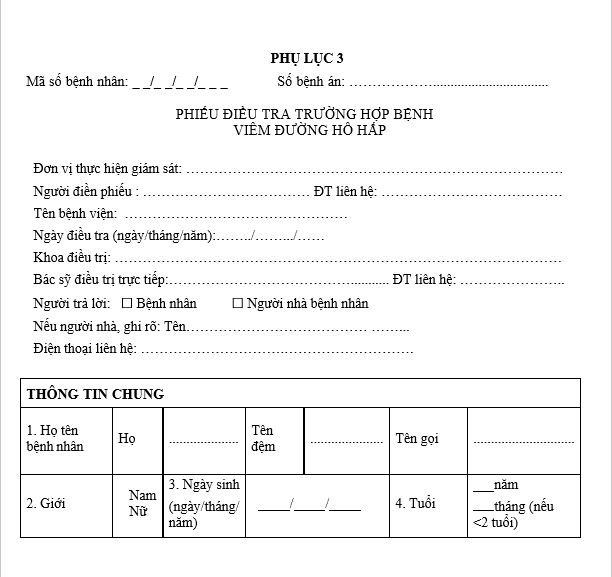 PHỤ LỤC 3
Mã số bệnh nhân: _ _/_ _/_ _/_ _ _ Số bệnh án: ……………….................................
PHIẾU ĐIỀU TRA TRƯỜNG HỢP BỆNH
VIÊM ĐƯỜNG HÔ HẤP
Đơn vị thực hiện giám sát: ……………………………………………………………………
Người điền phiếu : ……………………………… ĐT liên hệ: ………………………………
Tên bệnh viện: ………………………………………
Ngày điều tra (ngày/tháng/năm):……../……../……
Khoa điều trị: …………………………………………………………………………………
Bác sỹ điều trị trực tiếp:………………………………........... ĐT liên hệ: …………………..
Người trả lời: ☐ Bệnh nhân ☐ Người nhà bệnh nhân
Nếu người nhà, ghi rõ: Tên………………………………… ……...
Điện thoại liên hệ: …………………………………………………
THÔNG TIN CHUNG
1. Họ tên bệnh nhân Họ .................... Tên đệm ..................... Tên gọi .............................
2. Giới Nam Nữ 3. Ngày sinh (ngày/tháng/năm) ____/____/____ 4. Tuổi ___năm ___tháng (nếu <2 tuổi)